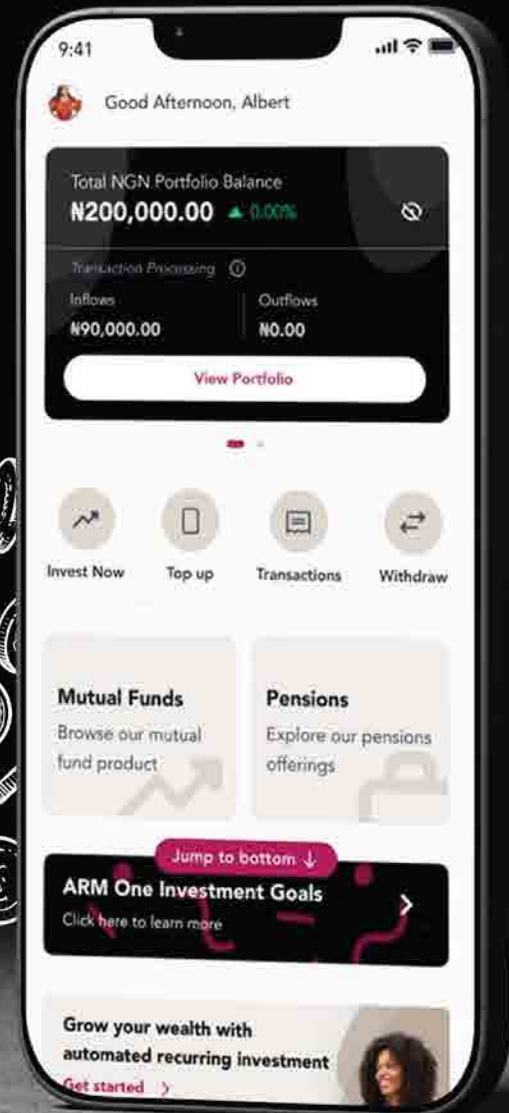 9:41
Good Afternoon, Albert
Total NGN Portfolio Balance
₦200,000.00 ▲ 0.00%
Transaction Processing
Inflows
Outflows
₦90,000.00
₦0.00
View Portfolio
Invest Now
Top up
Transactions
Withdraw
Mutual Funds
Browse our mutual
fund product
Pensions
Explore our pensions
offerings
Jump to bottom ↓
ARM One Investment Goals
Click here to learn more
Grow your wealth with
automated recurring investment
Get started >